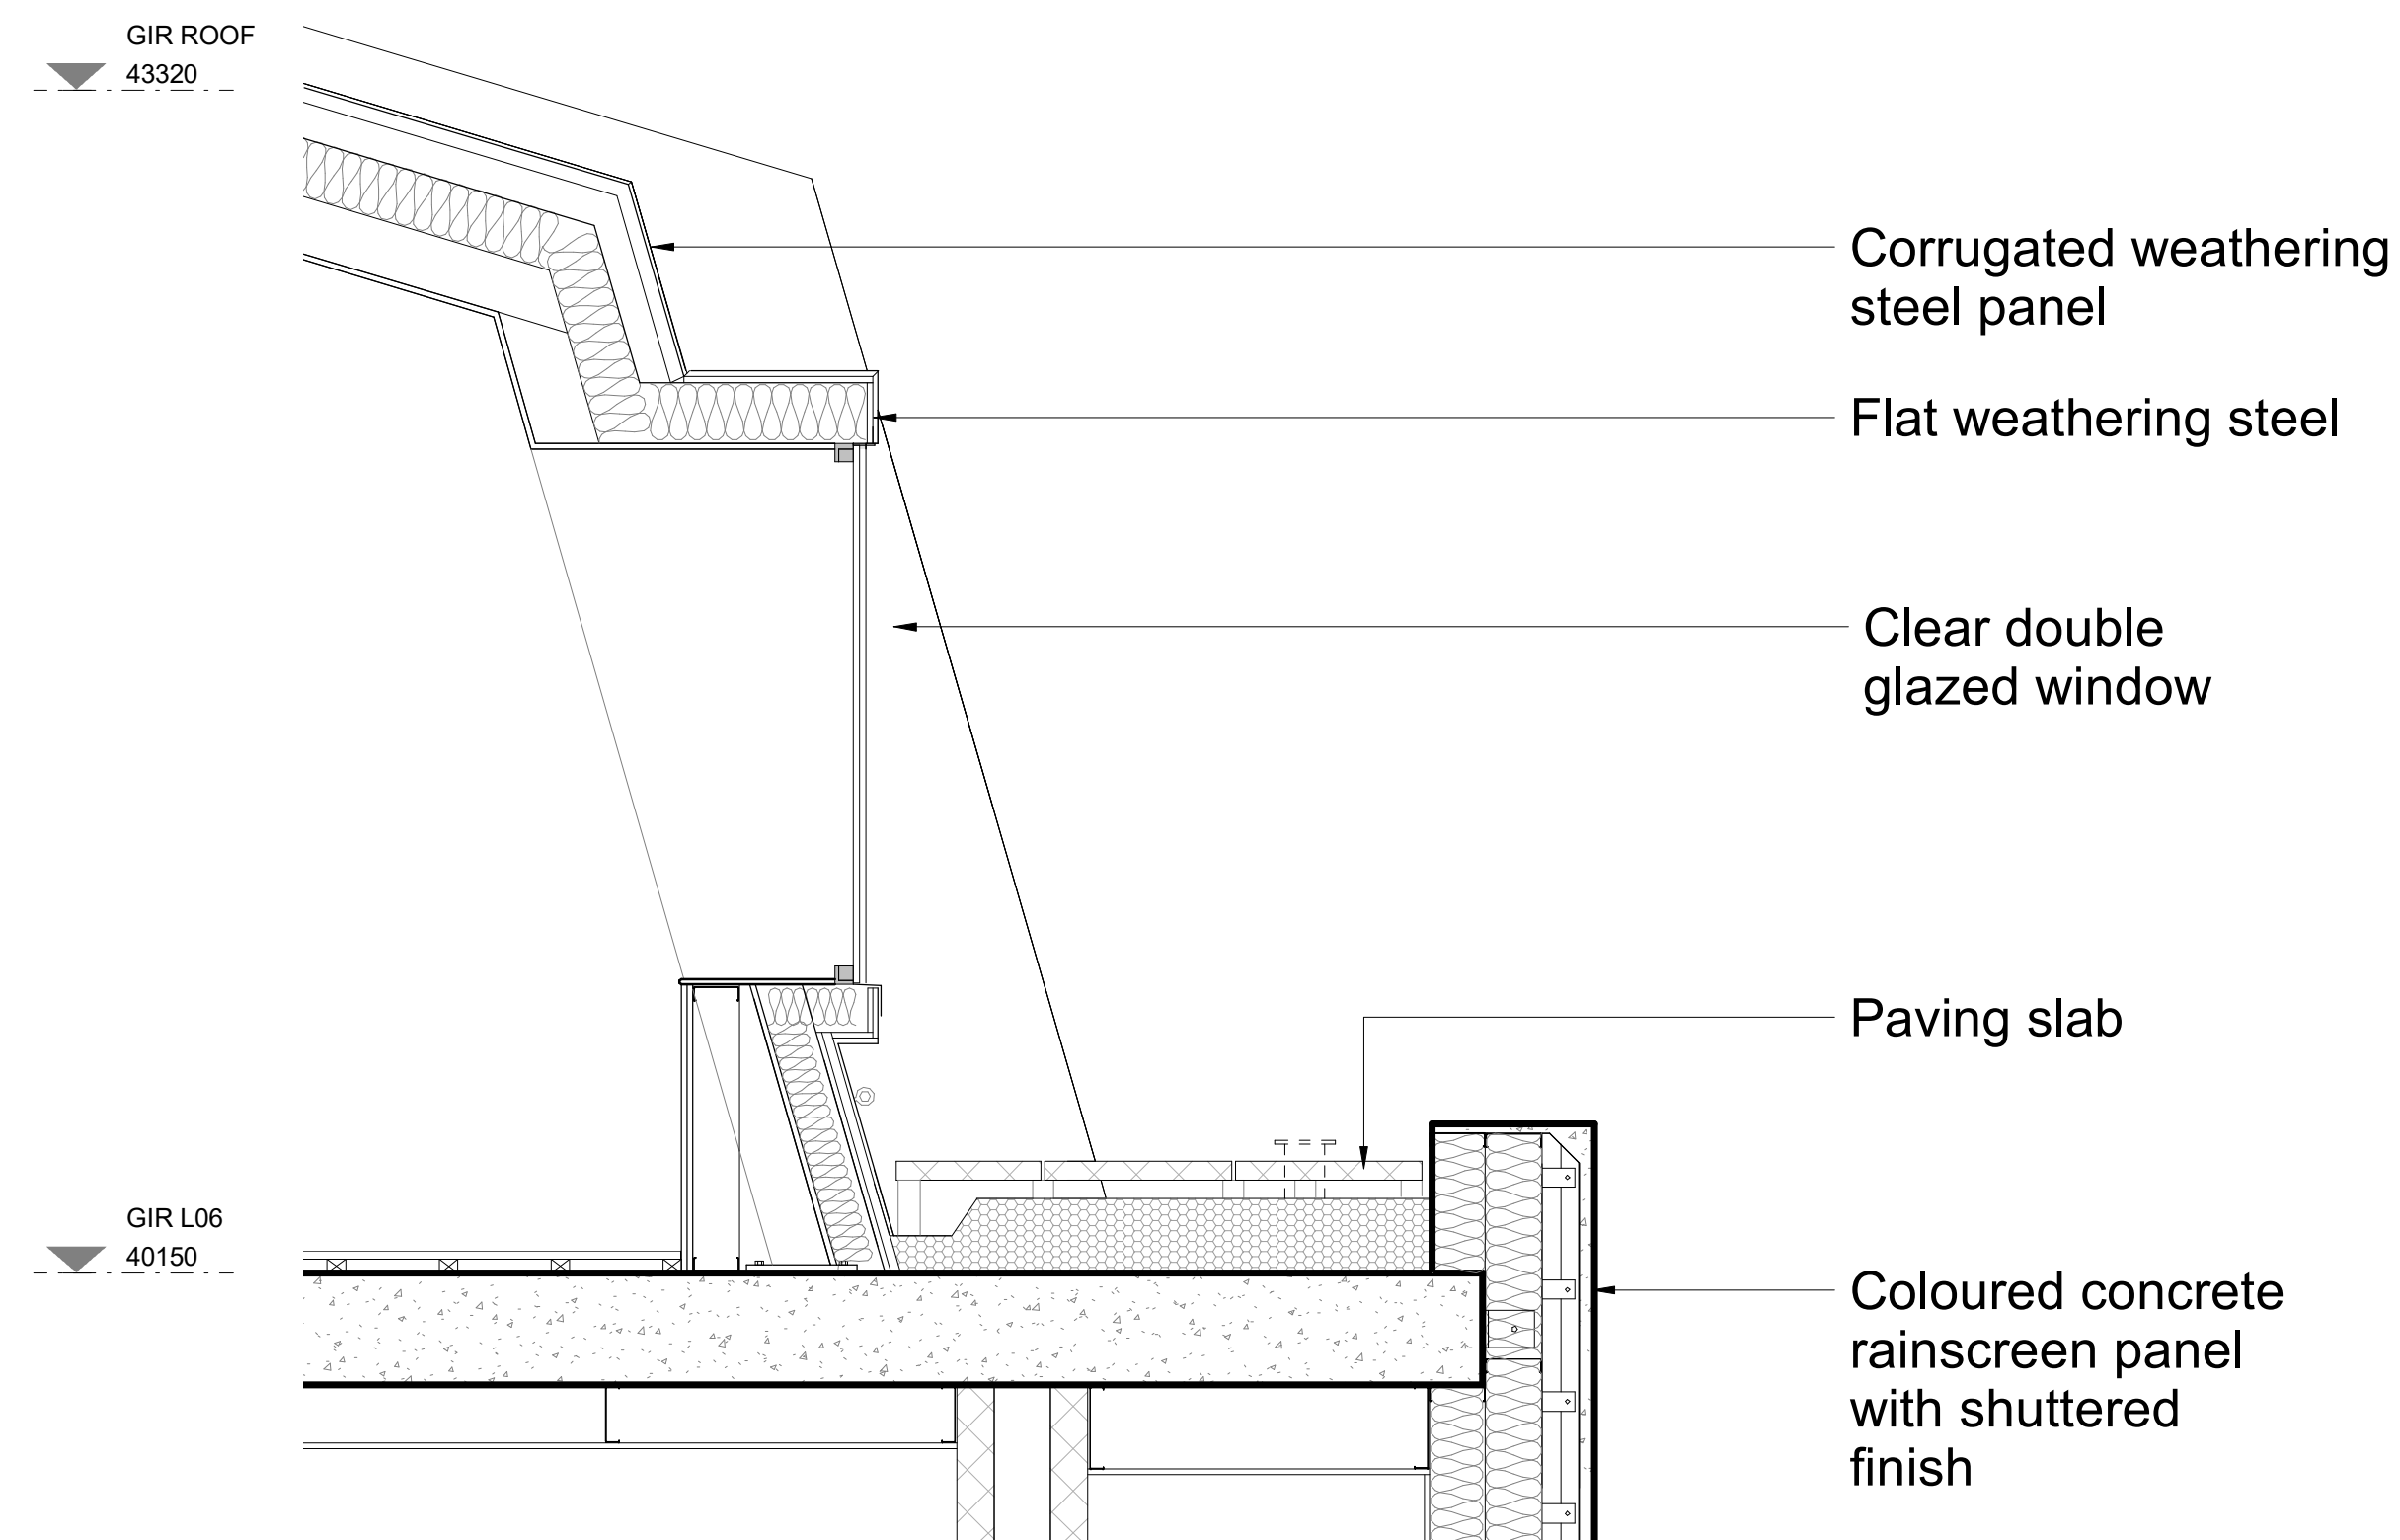 GIR ROOF
43320
Corrugated weathering
steel panel
Flat weathering steel
Clear double
glazed window
Paving slab
GIR L06
40150
Coloured concrete
rainscreen panel
with shuttered
finish